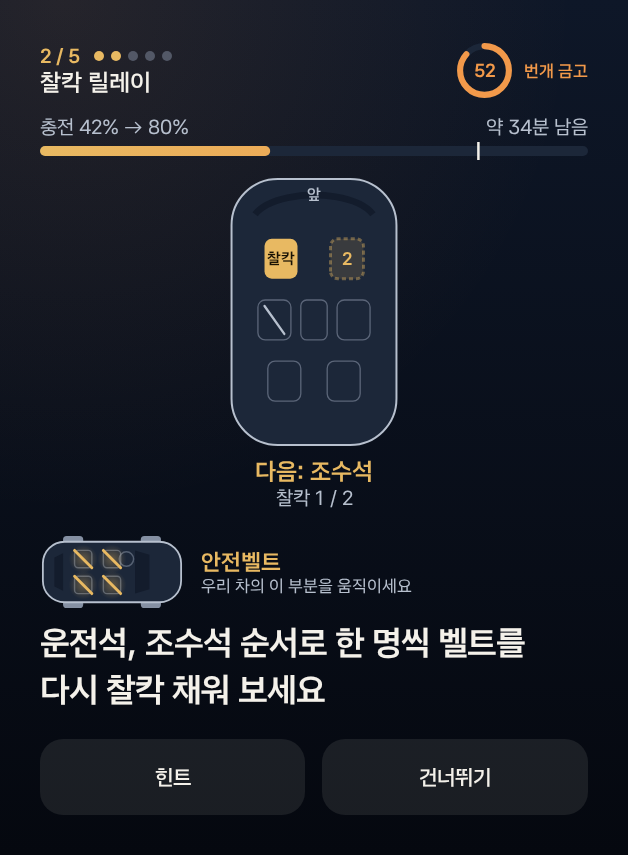 2 / 5
찰칵 릴레이
52
번개 금고
충전 42% → 80%
약 34분 남음
앞
찰칵
2
다음: 조수석
찰칵 1 / 2
안전벨트
우리 차의 이 부분을 움직이세요
운전석, 조수석 순서로 한 명씩 벨트를
다시 찰칵 채워 보세요
힌트
건너뛰기